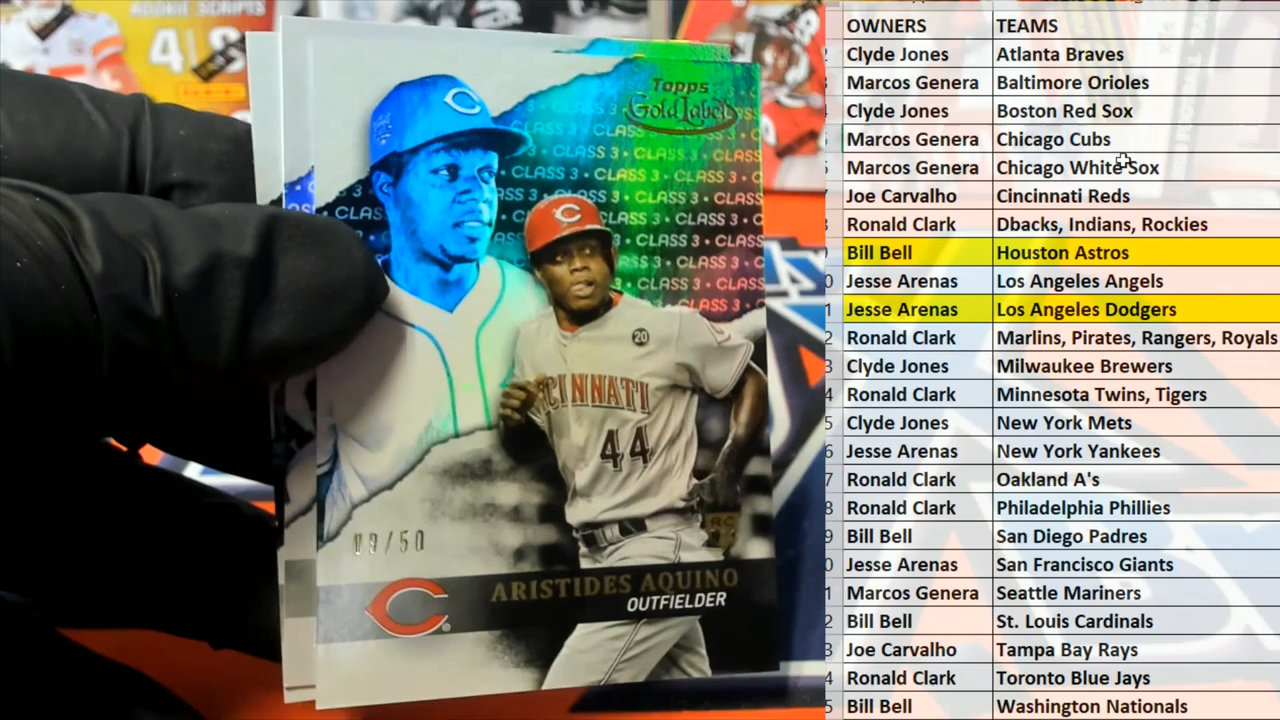 ROOKIE SCRIPTS
Topps
Gold Label
CLASS 3 • CLASS 3 • CLASS 3 • C
09/50
CINCINNATI
44
20
C
RC
ARISTIDES AQUINO
OUTFIELDER
OWNERS TEAMS
Clyde Jones Atlanta Braves
Marcos Genera Baltimore Orioles
Clyde Jones Boston Red Sox
Marcos Genera Chicago Cubs
Marcos Genera Chicago White Sox
Joe Carvalho Cincinnati Reds
Ronald Clark Dbacks, Indians, Rockies
Bill Bell Houston Astros
Jesse Arenas Los Angeles Angels
Jesse Arenas Los Angeles Dodgers
Ronald Clark Marlins, Pirates, Rangers, Royals
Clyde Jones Milwaukee Brewers
Ronald Clark Minnesota Twins, Tigers
Clyde Jones New York Mets
Jesse Arenas New York Yankees
Ronald Clark Oakland A's
Ronald Clark Philadelphia Phillies
Bill Bell San Diego Padres
Jesse Arenas San Francisco Giants
Marcos Genera Seattle Mariners
Bill Bell St. Louis Cardinals
Joe Carvalho Tampa Bay Rays
Ronald Clark Toronto Blue Jays
Bill Bell Washington Nationals